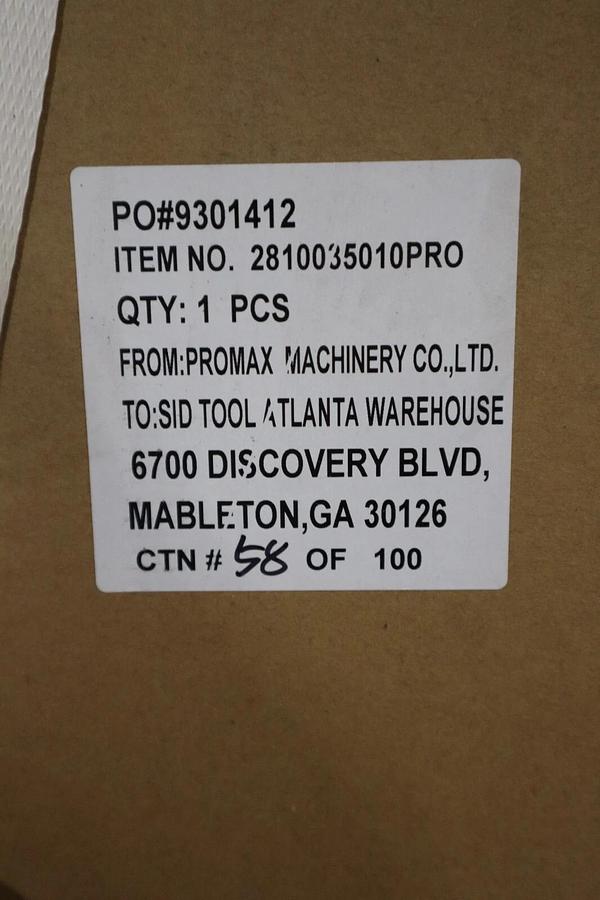 PO#9301412
ITEM NO. 2810035010PRO
QTY: 1 PCS
FROM:PROMAX MACHINERY CO.,LTD.
TO:SID TOOL ATLANTA WAREHOUSE
6700 DISCOVERY BLVD,
MABLETON,GA 30126
CTN # 58 OF 100